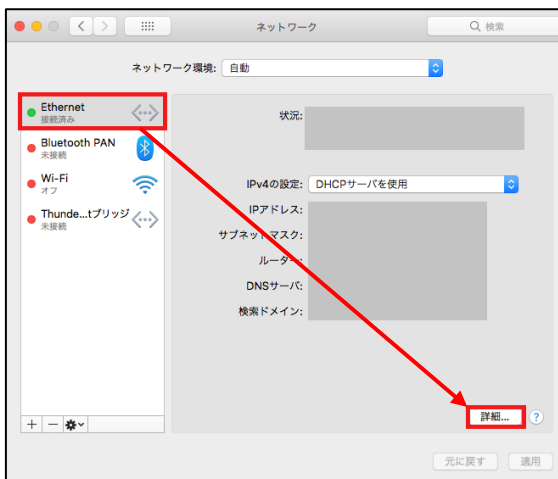 ネットワーク
検索
ネットワーク環境: 自動
Ethernet
接続済み
Bluetooth PAN
未接続
Wi-Fi
オフ
Thunde...tブリッジ
未接続
状況:
IPv4の設定: DHCPサーバを使用
IPアドレス:
サブネットマスク:
ルーター:
DNSサーバ:
検索ドメイン:
詳細...
?
元に戻す
適用